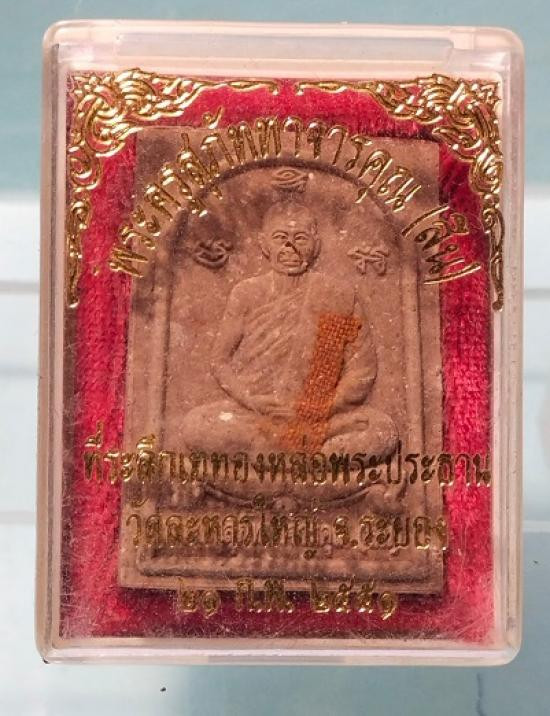 พระครูสุภัททาจารคุณ (สิน)
ที่ระลึกเททองหล่อพระประธาน
วัดละหารใหญ่ จ.ระยอง
๒๑ ก.พ. ๒๕๕๑